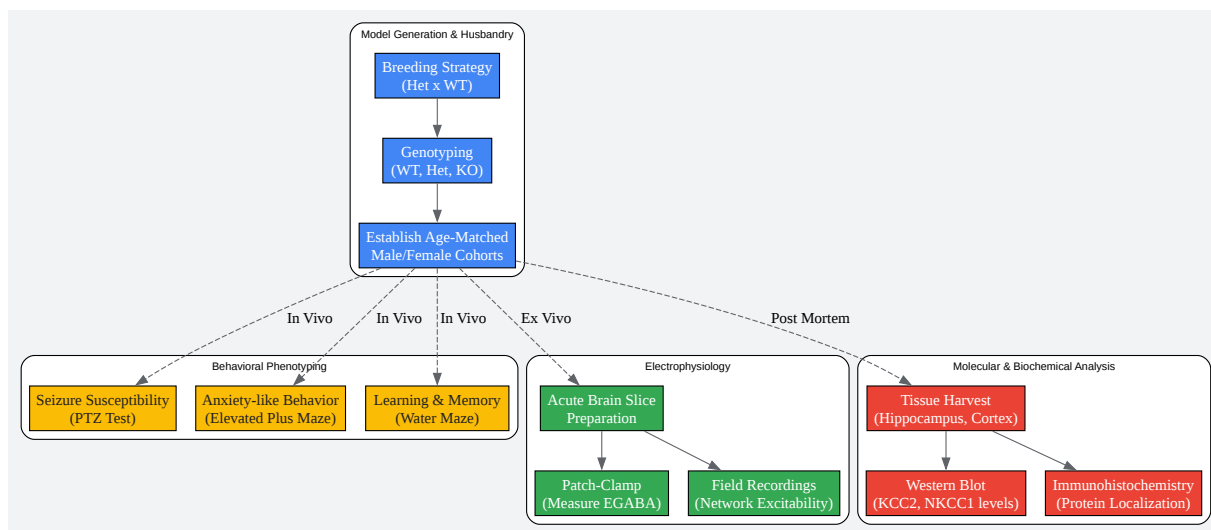 Model Generation & Husbandry
Breeding Strategy
(Het x WT)
Genotyping
(WT, Het, KO)
Establish Age-Matched
Male/Female Cohorts
In Vivo
In Vivo
In Vivo
Ex Vivo
Post Mortem
Behavioral Phenotyping
Seizure Susceptibility
(PTZ Test)
Anxiety-like Behavior
(Elevated Plus Maze)
Learning & Memory
(Water Maze)
Electrophysiology
Acute Brain Slice
Preparation
Patch-Clamp
(Measure EGABA)
Field Recordings
(Network Excitability)
Molecular & Biochemical Analysis
Tissue Harvest
(Hippocampus, Cortex)
Western Blot
(KCC2, NKCC1 levels)
Immunohistochemistry
(Protein Localization)